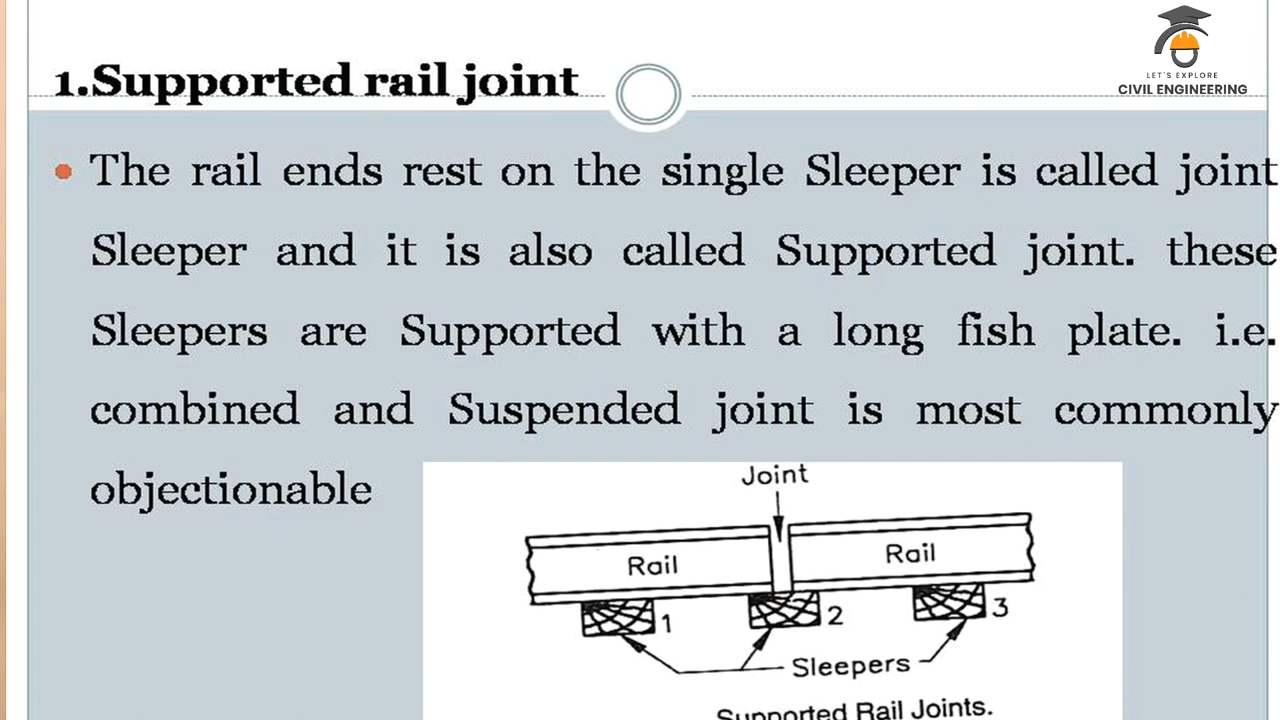 LET'S EXPLORE
CIVIL ENGINEERING
1.Supported rail joint
The rail ends rest on the single Sleeper is called joint
Sleeper and it is also called Supported joint. these
Sleepers are Supported with a long fish plate. i.e.
combined and Suspended joint is most commonly
objectionable
Joint
Rail
Rail
1
2
3
Sleepers
Supported Rail Joints.